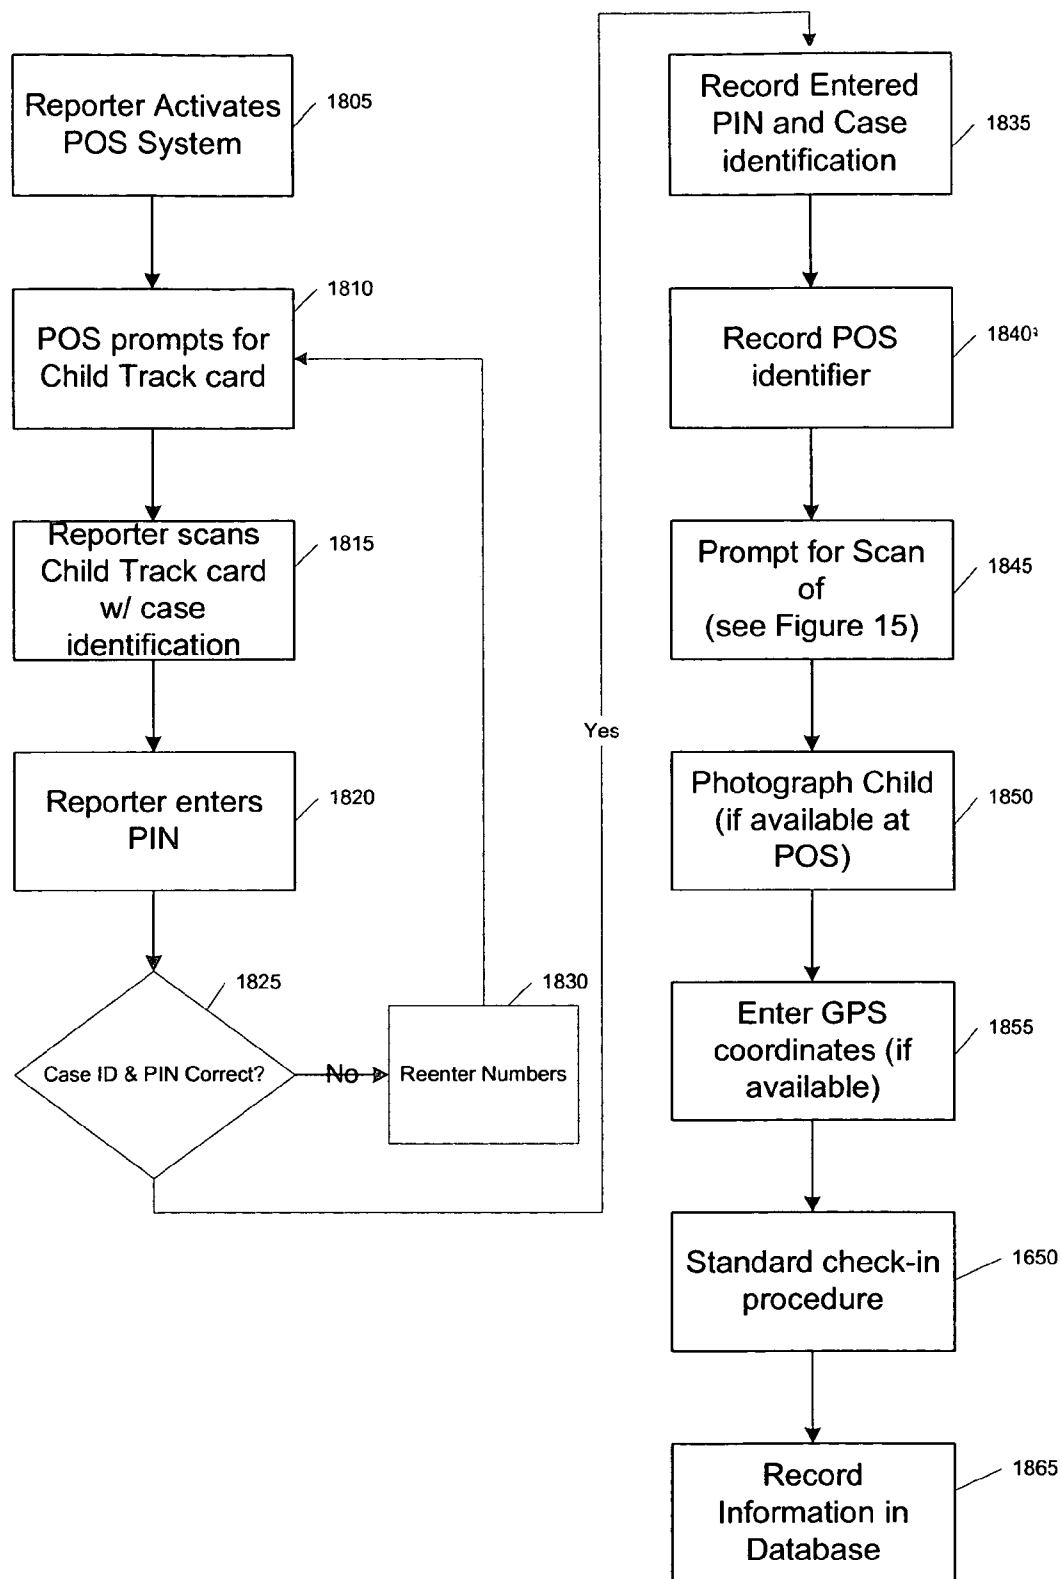 Reporter Activates
POS System
1805
POS prompts for
Child Track card
1810
Reporter scans
Child Track card
w/ case
identification
1815
Reporter enters
PIN
1820
Case ID & PIN Correct?
1825
No
Reenter Numbers
1830
Yes
Record Entered
PIN and Case
identification
1835
Record POS
identifier
1840
Prompt for Scan
of
(see Figure 15)
1845
Photograph Child
(if available at
POS)
1850
Enter GPS
coordinates (if
available)
1855
Standard check-in
procedure
1650
Record
Information in
Database
1865